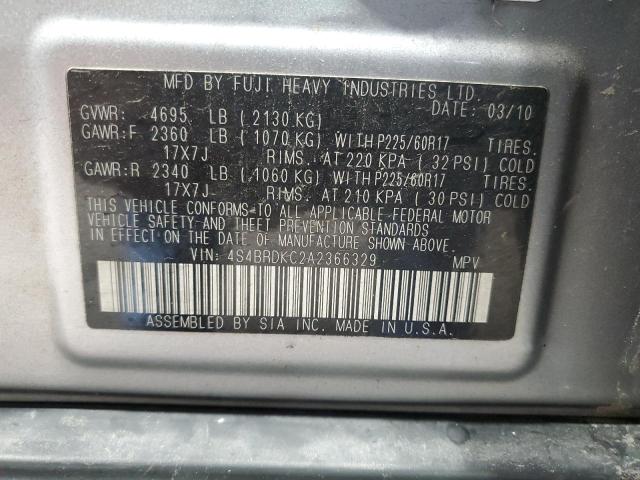 MFD BY FUJI HEAVY INDUSTRIES LTD.
DATE: 03/10
GVWR: 4695 LB (2130 KG)
GAWR:F 2360 LB (1070 KG) WITH P225/60R17 TIRES.
17X7J RIMS. AT 220 KPA (32 PSI) COLD
GAWR:R 2340 LB (1060 KG) WITH P225/60R17 TIRES.
17X7J RIMS. AT 210 KPA (30 PSI) COLD
THIS VEHICLE CONFORMS TO ALL APPLICABLE FEDERAL MOTOR
VEHICLE SAFETY AND THEFT PREVENTION STANDARDS
IN EFFECT ON THE DATE OF MANUFACTURE SHOWN ABOVE.
VIN: 4S4BRDKC2A2366329 MPV
ASSEMBLED BY SIA INC. MADE IN U.S.A.